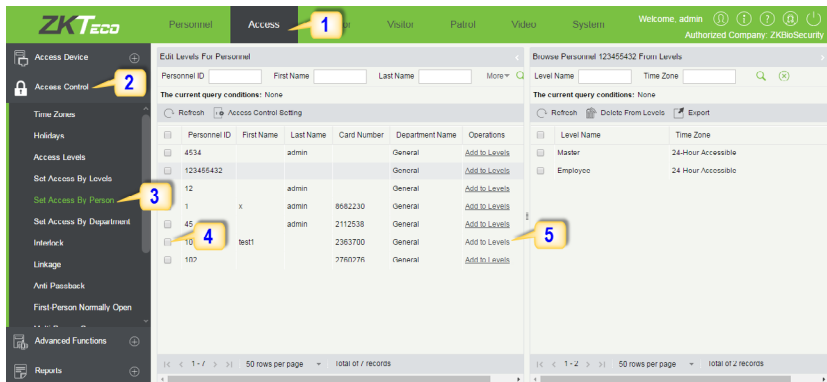 ZKTECO
Personnel Access Visitor Patrol Video System
Welcome, admin
Authorized Company: ZKBioSecurity
1
Access Device
Access Control
2
Time Zones
Holidays
Access Levels
Set Access By Levels
Set Access By Person
3
Set Access By Department
Interlock
Linkage
Anti Passback
First-Person Normally Open
Advanced Functions
Reports
Edit Levels For Personnel
Personnel ID First Name Last Name More
The current query conditions: None
Refresh Access Control Setting
Personnel ID First Name Last Name Card Number Department Name Operations
4534 admin General Add to Levels
123455432 General Add to Levels
12 admin General Add to Levels
1 x admin 8682230 General Add to Levels
45 admin 2112538 General Add to Levels
4
10 test1 2363700 General Add to Levels
5
102 2760276 General Add to Levels
1-7 50 rows per page Total of 7 records
Browse Personnel 123455432 From Levels
Level Name Time Zone
The current query conditions: None
Refresh Delete From Levels Export
Level Name Time Zone
Master 24-Hour Accessible
Employee 24-Hour Accessible
1-2 50 rows per page Total of 2 records